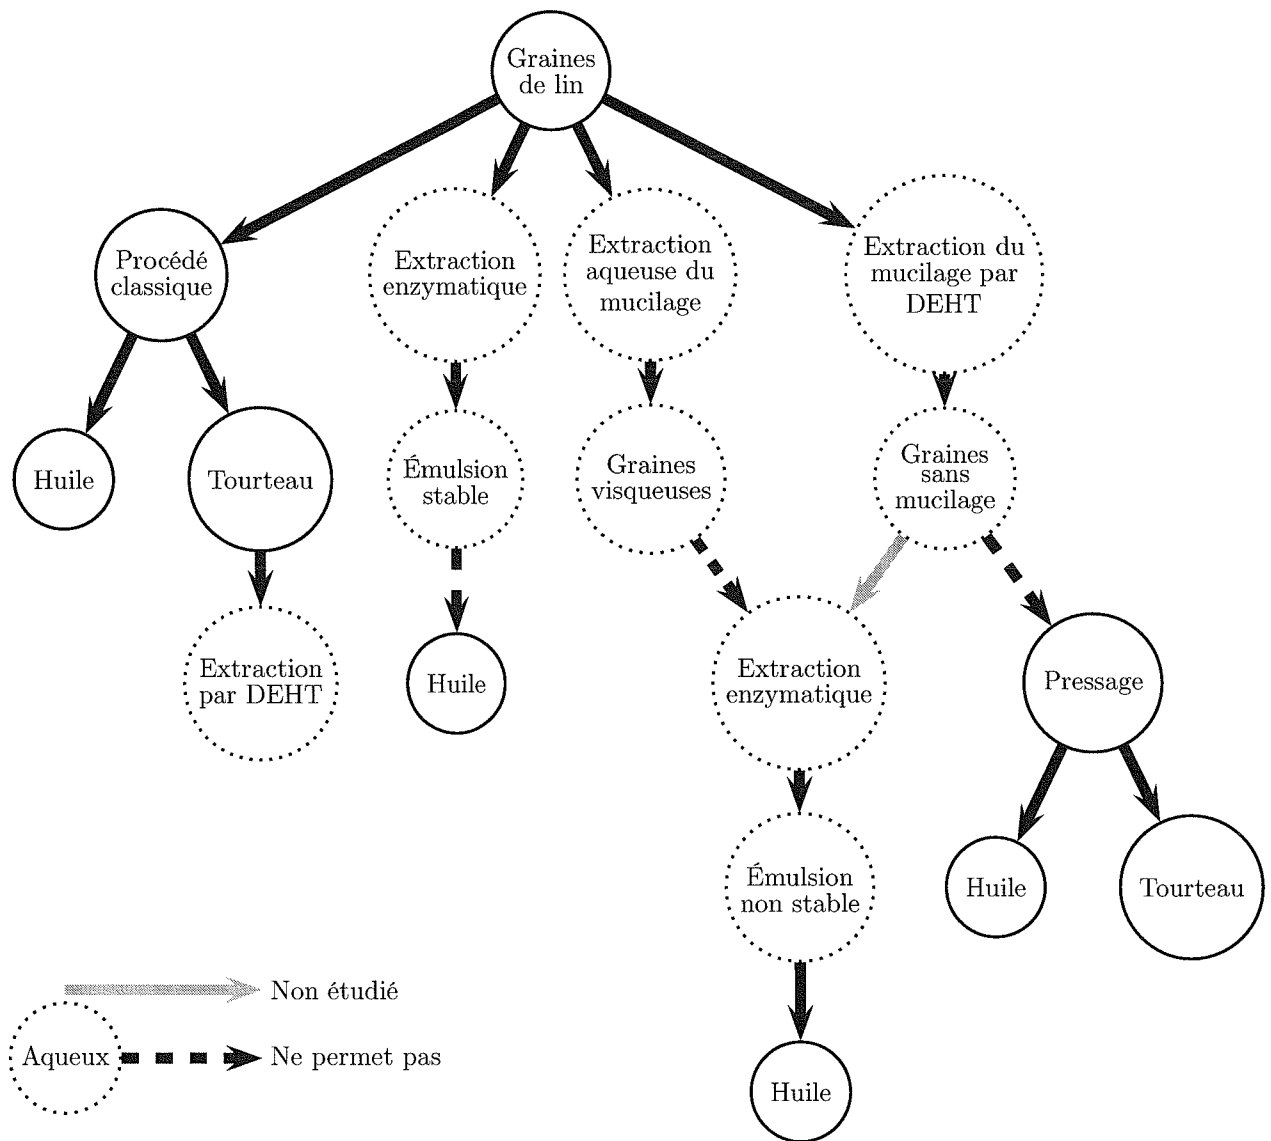 Graines
de lin
Procédé
classique
Extraction
enzymatique
Extraction
aqueuse du
mucilage
Extraction du
mucilage par
DEHT
Huile
Tourteau
Émulsion
stable
Graines
visqueuses
Graines
sans
mucilage
Extraction
par DEHT
Huile
Extraction
enzymatique
Pressage
Émulsion
non stable
Huile
Tourteau
Non étudié
Aqueux
Ne permet pas
Huile